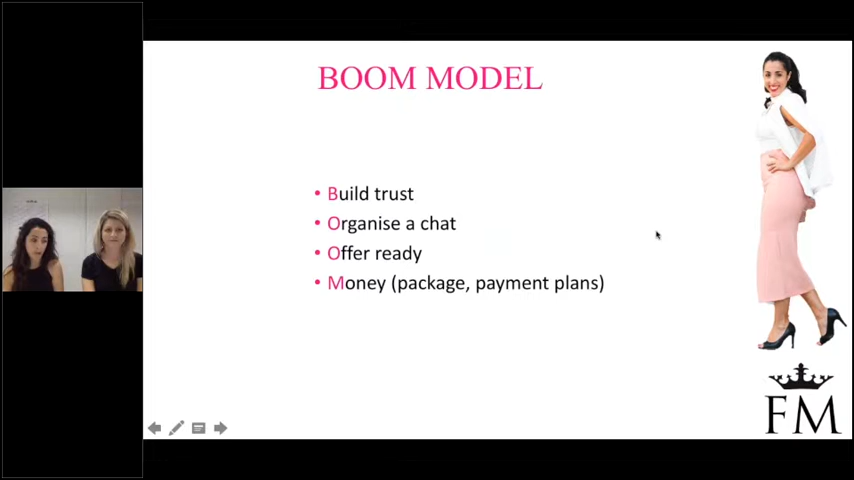 BOOM MODEL
• Build trust
• Organise a chat
• Offer ready
• Money (package, payment plans)
FM